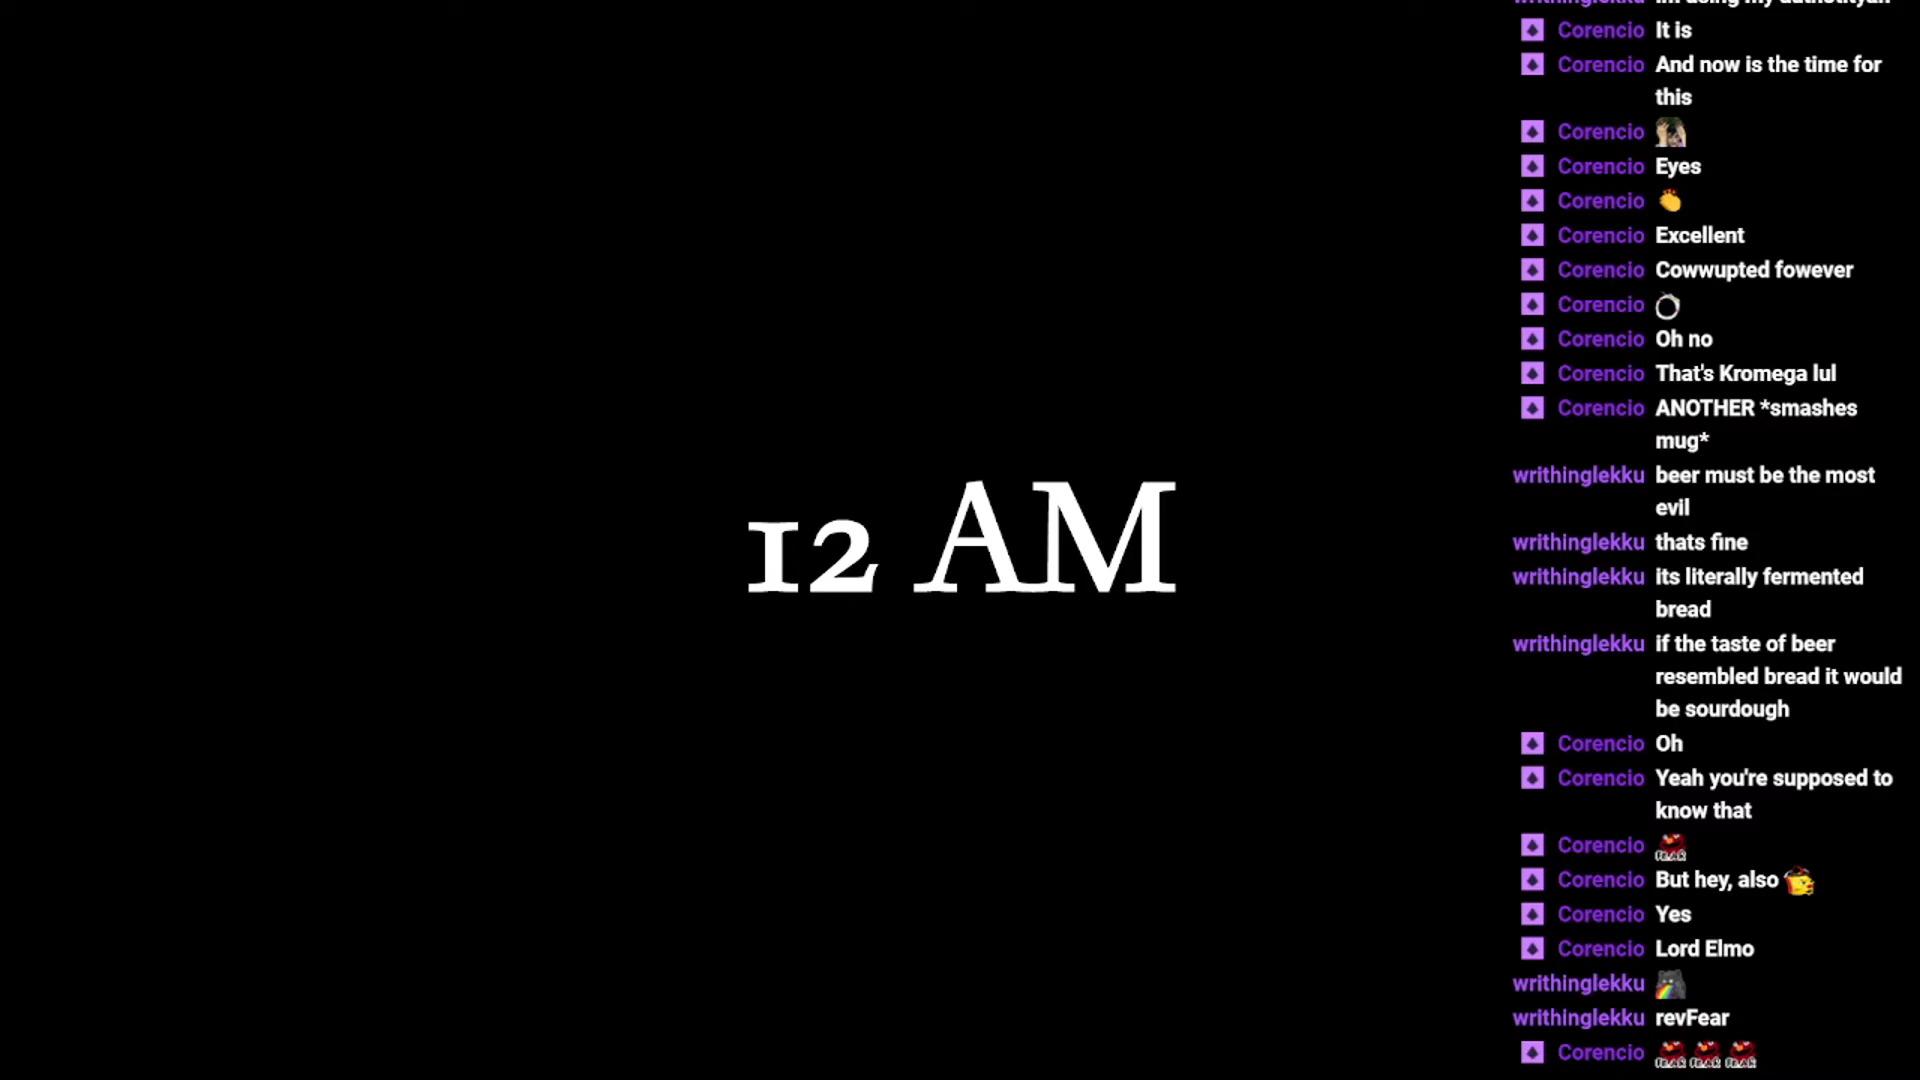 12 AM
Corencio It is
Corencio And now is the time for
this
Corencio
Corencio Eyes
Corencio
Corencio Excellent
Corencio Cowwupted fowever
Corencio
Corencio Oh no
Corencio That's Kromega lul
Corencio ANOTHER *smashes
mug*
writhinglekku beer must be the most
evil
writhinglekku thats fine
writhinglekku its literally fermented
bread
writhinglekku if the taste of beer
resembled bread it would
be sourdough
Corencio Oh
Corencio Yeah you're supposed to
know that
Corencio FEAR
Corencio But hey, also
Corencio Yes
Corencio Lord Elmo
writhinglekku
writhinglekku revFear
Corencio FEAR FEAR FEAR